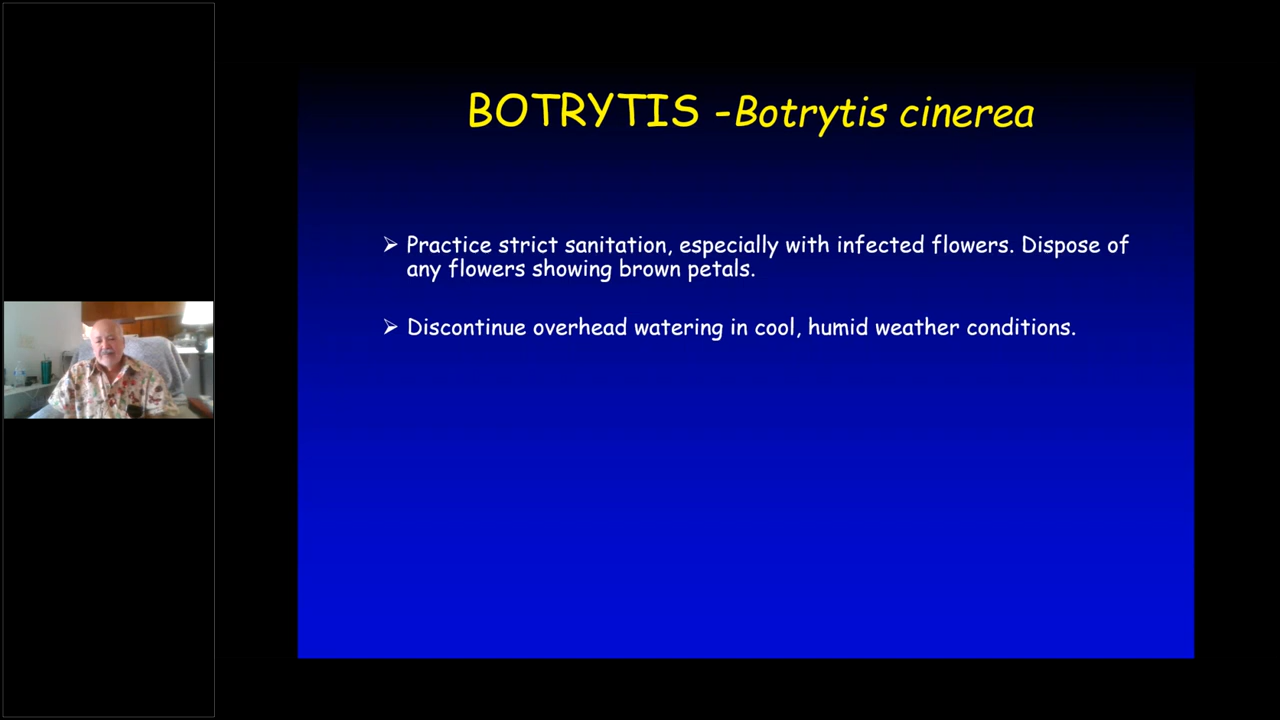 BOTRYTIS -Botrytis cinerea
➢ Practice strict sanitation, especially with infected flowers. Dispose of
any flowers showing brown petals.
➢ Discontinue overhead watering in cool, humid weather conditions.